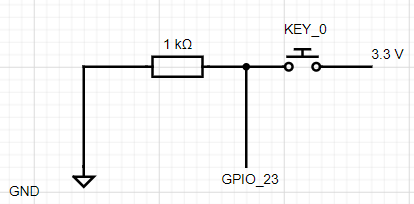 KEY_0
1 kΩ
3.3 V
GPIO_23
GND